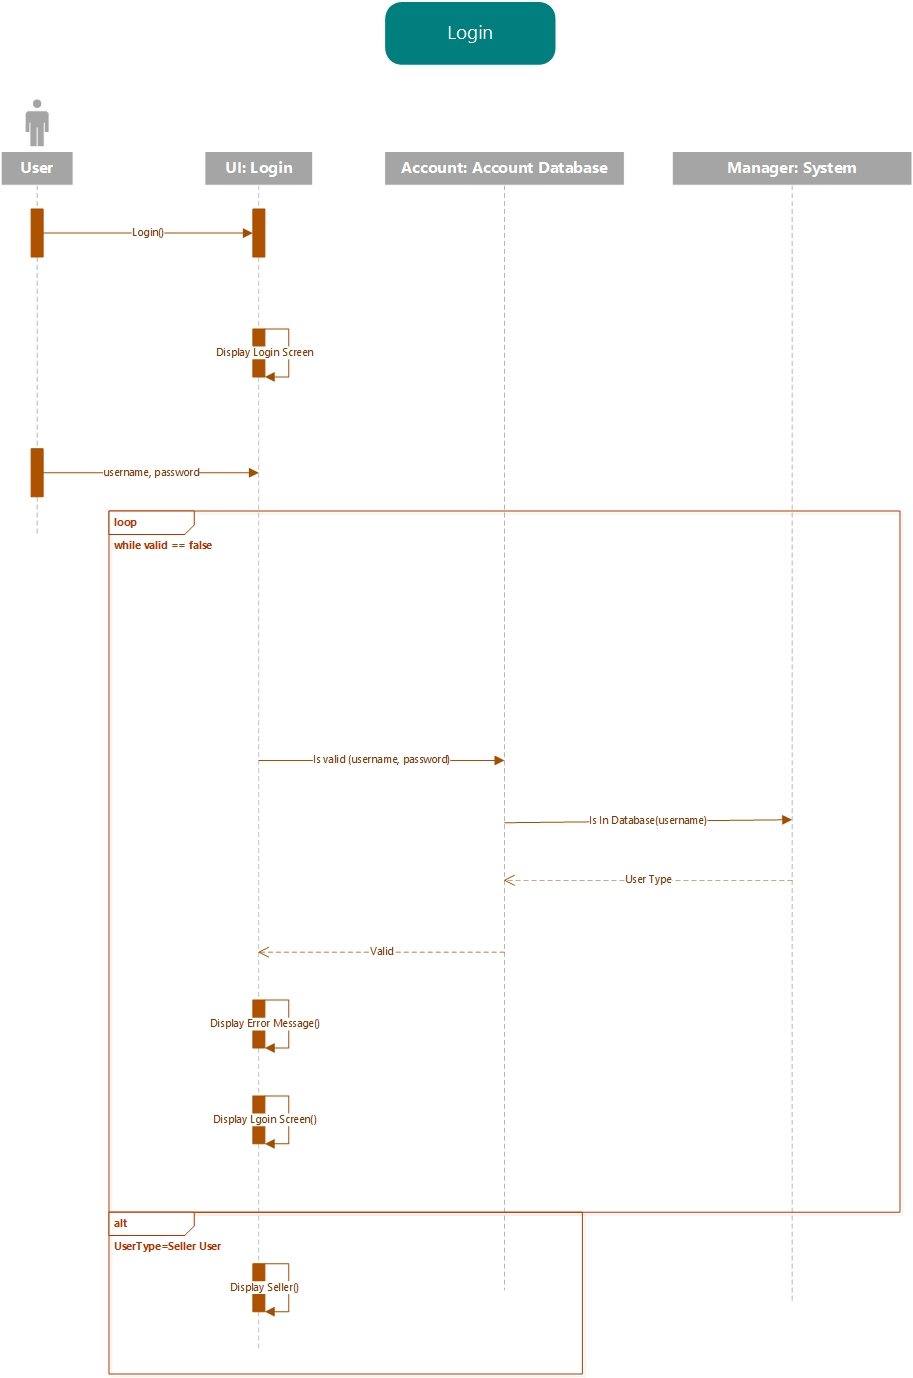 Login
User
UI: Login
Account: Account Database
Manager: System
Login()
Display Login Screen
username, password
loop
while valid == false
Is valid (username, password)
Is In Database(username)
User Type
Valid
Display Error Message()
Display Lgoin Screen()
alt
UserType=Seller User
Display Seller()